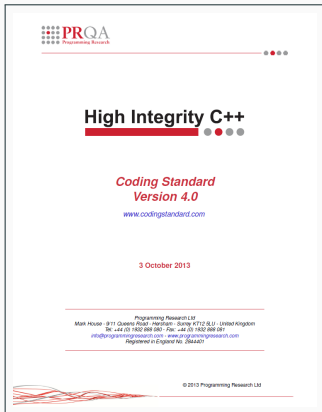 PRQA
Programming Research
High Integrity C++
Coding Standard
Version 4.0
www.codingstandard.com
3 October 2013
Programming Research Ltd
Mark House - 9/11 Queens Road - Hersham - Surrey KT12 5LU - United Kingdom
Tel: +44 (0) 1932 888 080 - Fax: +44 (0) 1932 888 081
info@programmingresearch.com - www.programmingresearch.com
Registered in England No. 2844401
© 2013 Programming Research Ltd